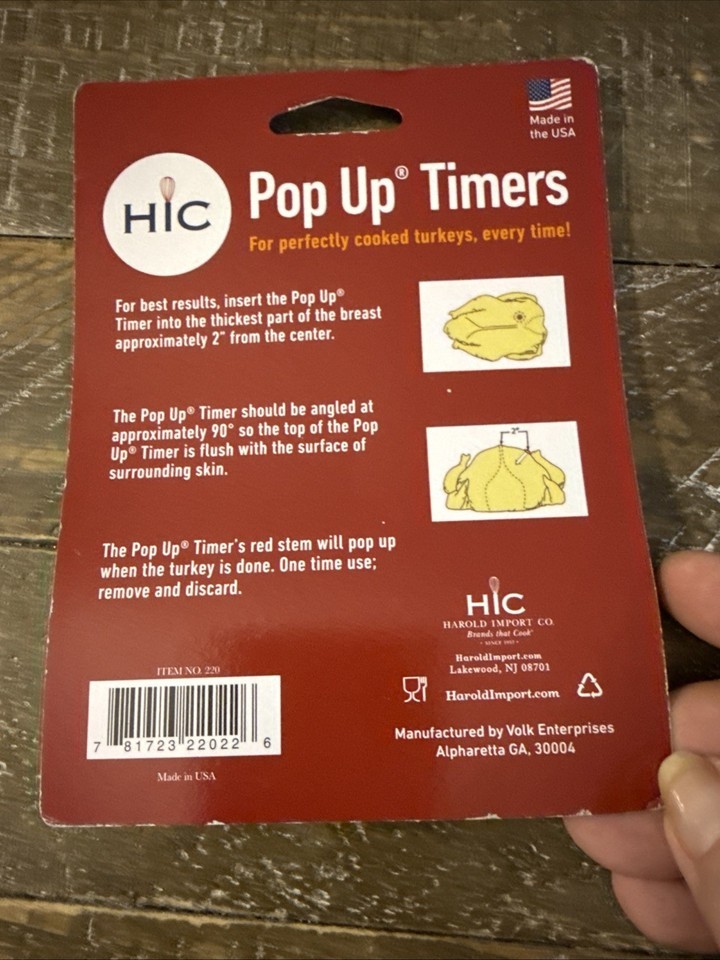 Made in
the USA
HIC
Pop Up® Timers
For perfectly cooked turkeys, every time!
For best results, insert the Pop Up®
Timer into the thickest part of the breast
approximately 2" from the center.
The Pop Up® Timer should be angled at
approximately 90° so the top of the Pop
Up® Timer is flush with the surface of
surrounding skin.
2"
The Pop Up® Timer's red stem will pop up
when the turkey is done. One time use;
remove and discard.
HIC
HAROLD IMPORT CO.
Brands that Cook®
HaroldImport.com
Lakewood, NJ 08701
HaroldImport.com
Manufactured by Volk Enterprises
Alpharetta GA, 30004
ITEM NO. 220
7 81723 22022 6
Made in USA